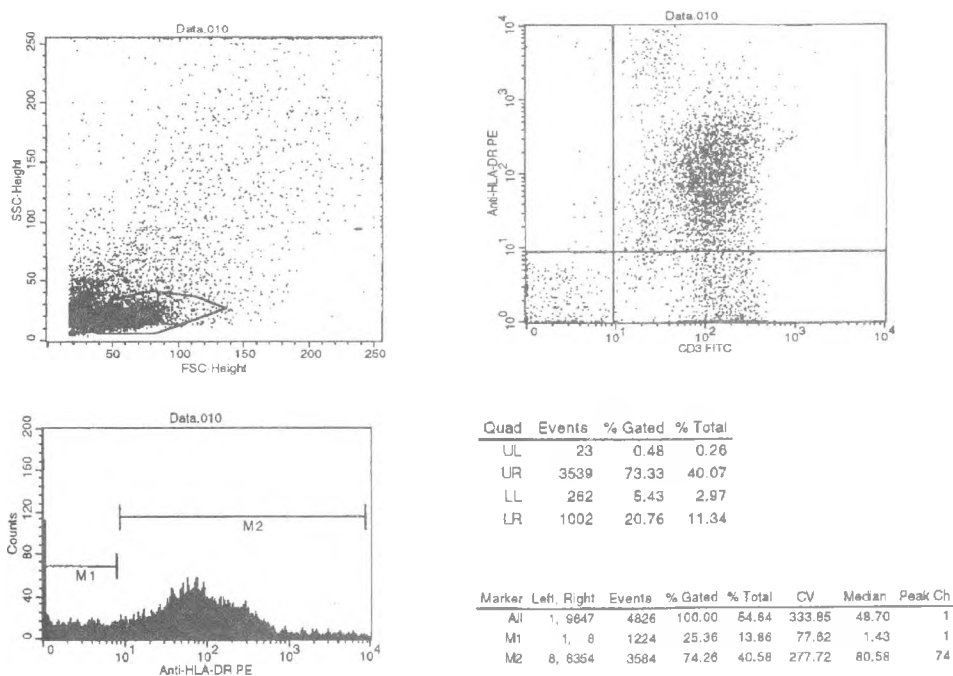 Data.010
250
200
150
100
50
0
SSC-Height
50 100 150 200 250
FSC-Height
Data.010
10^4
10^3
10^2
10^1
10^0
Anti-HLA-DR PE
0 10^1 10^2 10^3 10^4
CD3 FITC
Data.010
200
160
120
80
40
0
Counts
M1
M2
0 10^1 10^2 10^3 10^4
Anti-HLA-DR PE
Quad Events % Gated % Total
UL 23 0.48 0.26
UR 3539 73.33 40.07
LL 262 5.43 2.97
LR 1002 20.76 11.34
Marker Left, Right Events % Gated % Total CV Median Peak Ch
All 1, 9647 4826 100.00 54.64 333.85 48.70 1
M1 1, 8 1224 25.36 13.86 77.62 1.43 1
M2 8, 8354 3584 74.26 40.58 277.72 80.58 74